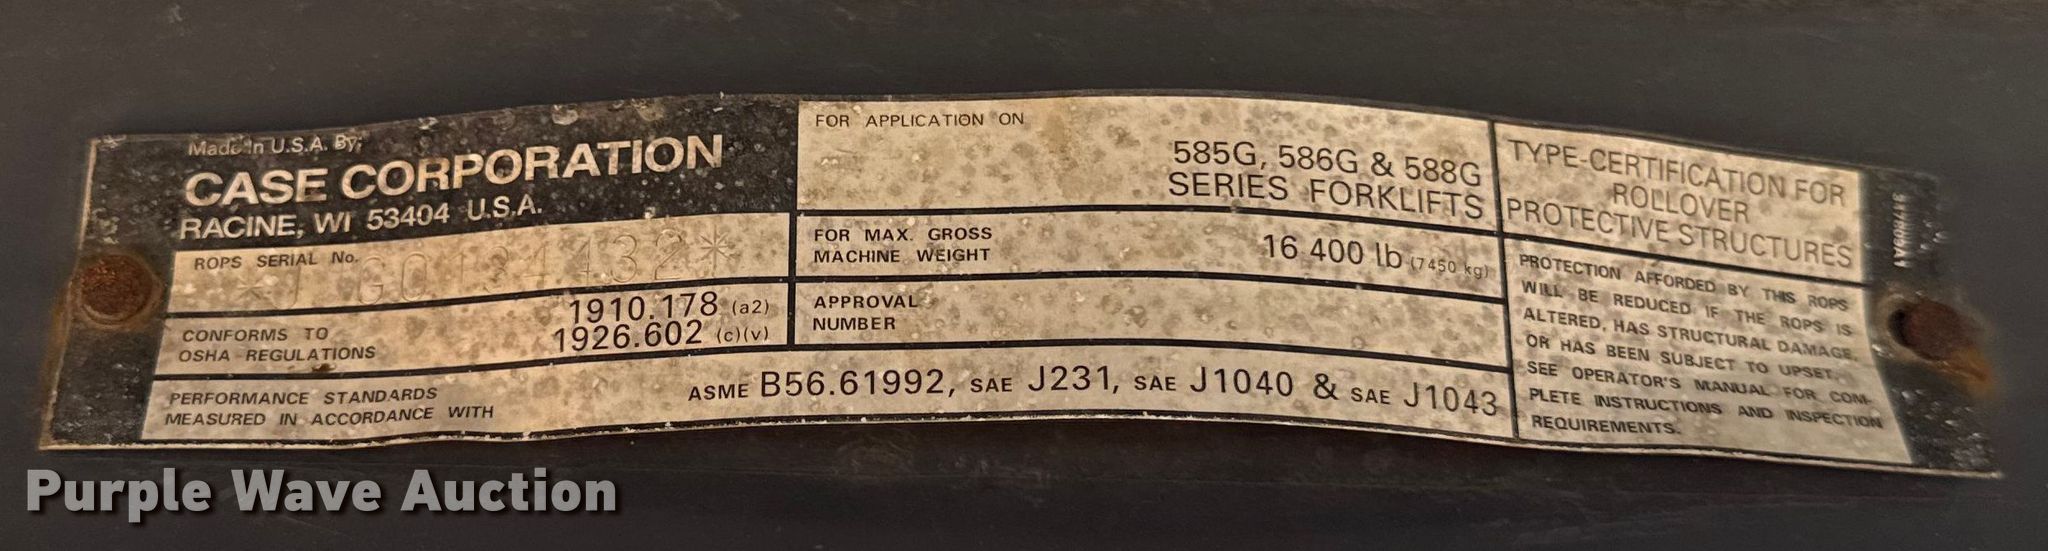 Made in U.S.A. By:
CASE CORPORATION
RACINE, WI 53404 U.S.A.
ROPS SERIAL No.
CONFORMS TO
OSHA REGULATIONS
1910.178 (a2)
1926.602 (c)(v)
PERFORMANCE STANDARDS
MEASURED IN ACCORDANCE WITH
ASME B56.61992, SAE J231, SAE J1040 & SAE J1043
FOR APPLICATION ON
585G, 586G & 588G
SERIES FORKLIFTS
FOR MAX. GROSS
MACHINE WEIGHT
16 400 lb (7450 kg)
APPROVAL
NUMBER
TYPE-CERTIFICATION FOR
ROLLOVER
PROTECTIVE STRUCTURES
PROTECTION AFFORDED BY THIS ROPS
WILL BE REDUCED IF THE ROPS IS
ALTERED, HAS STRUCTURAL DAMAGE,
OR HAS BEEN SUBJECT TO UPSET.
SEE OPERATOR'S MANUAL FOR COM-
PLETE INSTRUCTIONS AND INSPECTION
REQUIREMENTS.
Purple Wave Auction